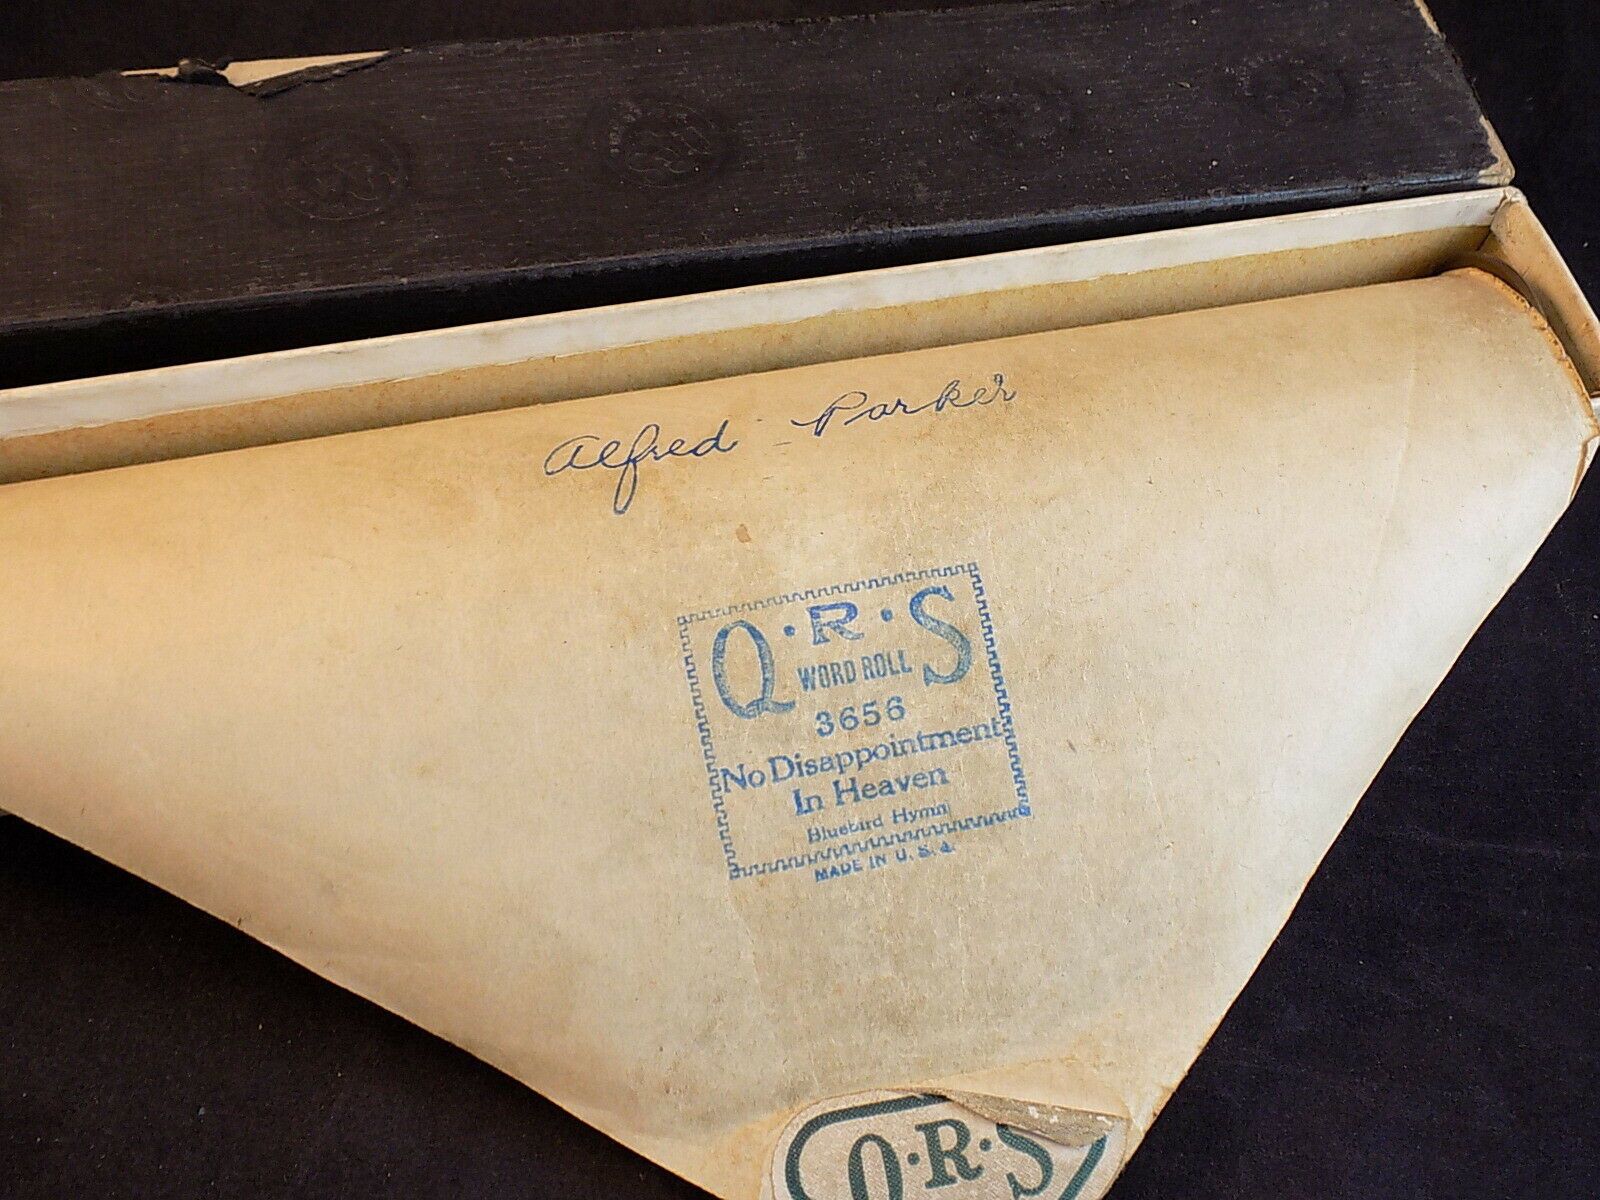 Alfred Parker
Q·R·S
WORD ROLL
3656
No Disappointment
In Heaven
Bluebird Hymn
MADE IN U. S. A.
Q·R·S